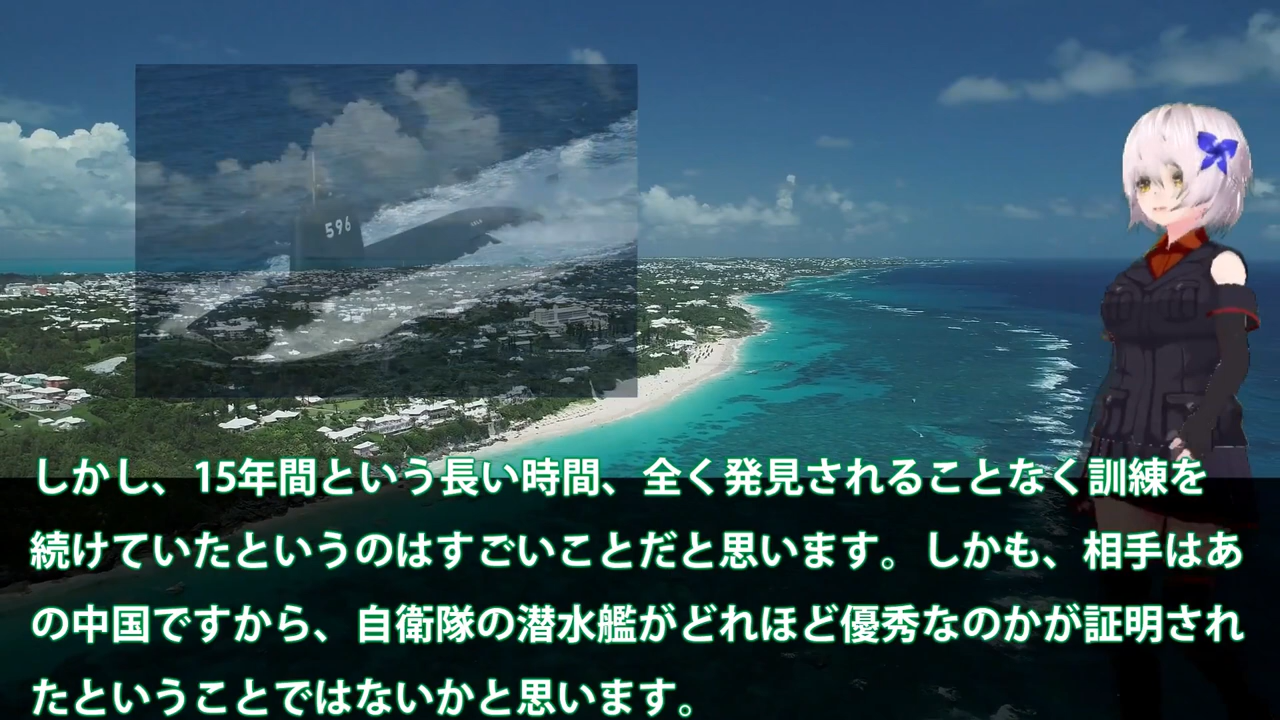 596
しかし、15年間という長い時間、全く発見されることなく訓練を
続けていたというのはすごいことだと思います。しかも、相手はあ
の中国ですから、自衛隊の潜水艦がどれほど優秀なのかが証明され
たということではないかと思います。